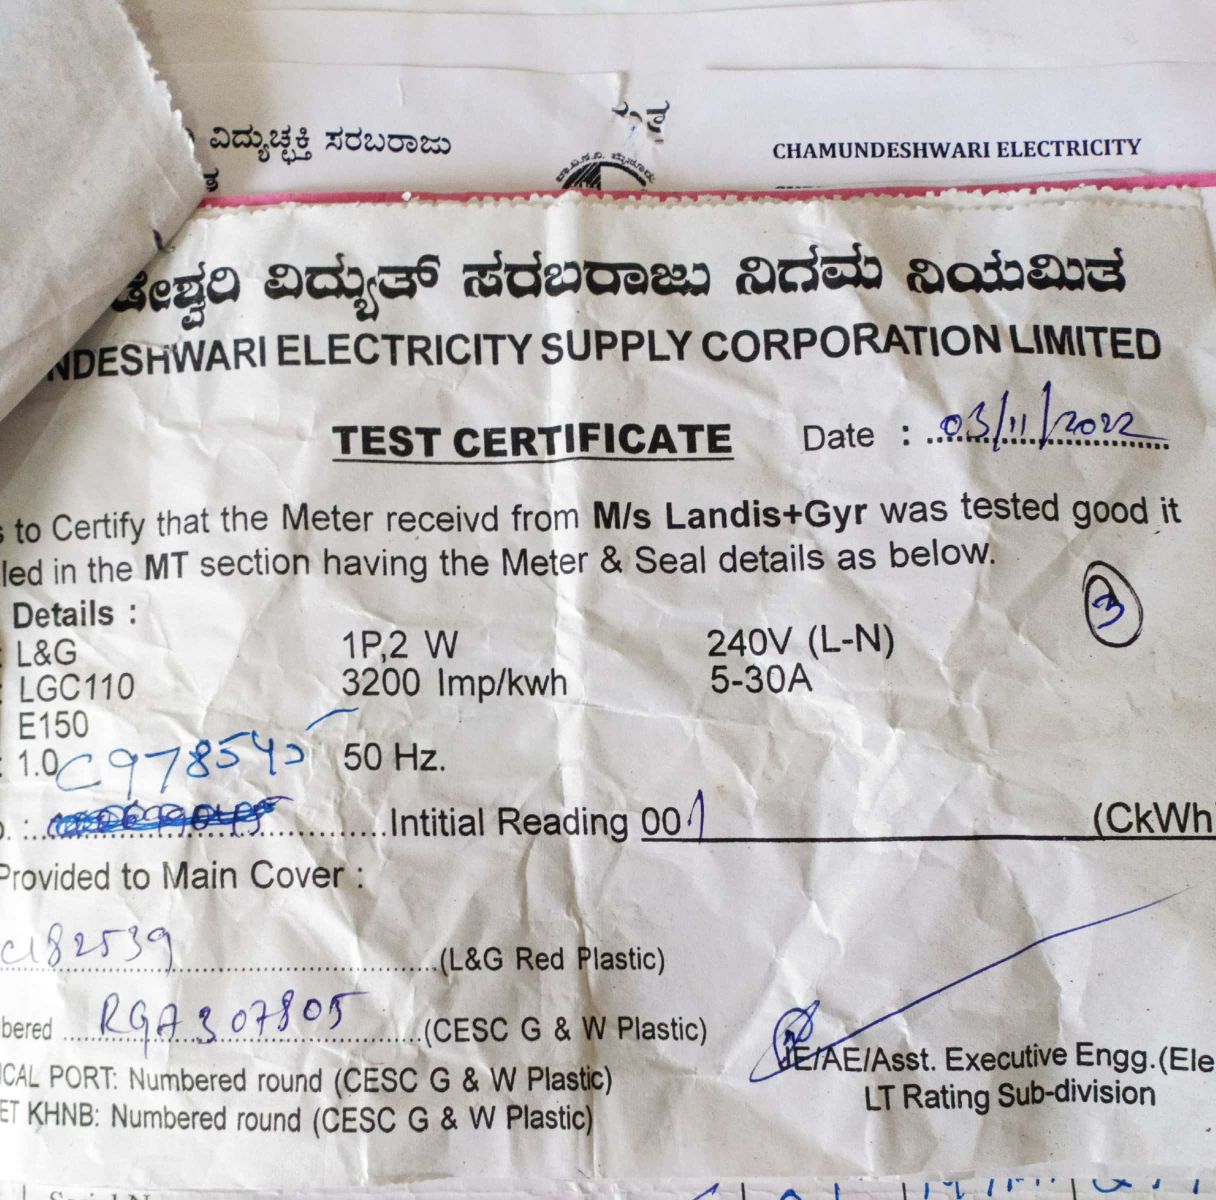 ವಿದ್ಯುಚ್ಛಕ್ತಿ ಸರಬರಾಜು
CHAMUNDESHWARI ELECTRICITY
ಡೇಶ್ವರಿ ವಿದ್ಯುತ್ ಸರಬರಾಜು ನಿಗಮ ನಿಯಮಿತ
NDESHWARI ELECTRICITY SUPPLY CORPORATION LIMITED
TEST CERTIFICATE Date : 03/11/2022
s to Certify that the Meter receivd from M/s Landis+Gyr was tested good it
led in the MT section having the Meter & Seal details as below.
3
Details :
L&G 1P,2 W 240V (L-N)
: LGC110 3200 Imp/kwh 5-30A
E150
: 1.0 C978545 50 Hz.
o. : Intitial Reading 001 (CkWh)
Provided to Main Cover :
C182539 (L&G Red Plastic)
bered RGA307805 (CESC G & W Plastic)
ICAL PORT: Numbered round (CESC G & W Plastic)
ET KHNB: Numbered round (CESC G & W Plastic)
JE/AE/Asst. Executive Engg.(Ele
LT Rating Sub-division